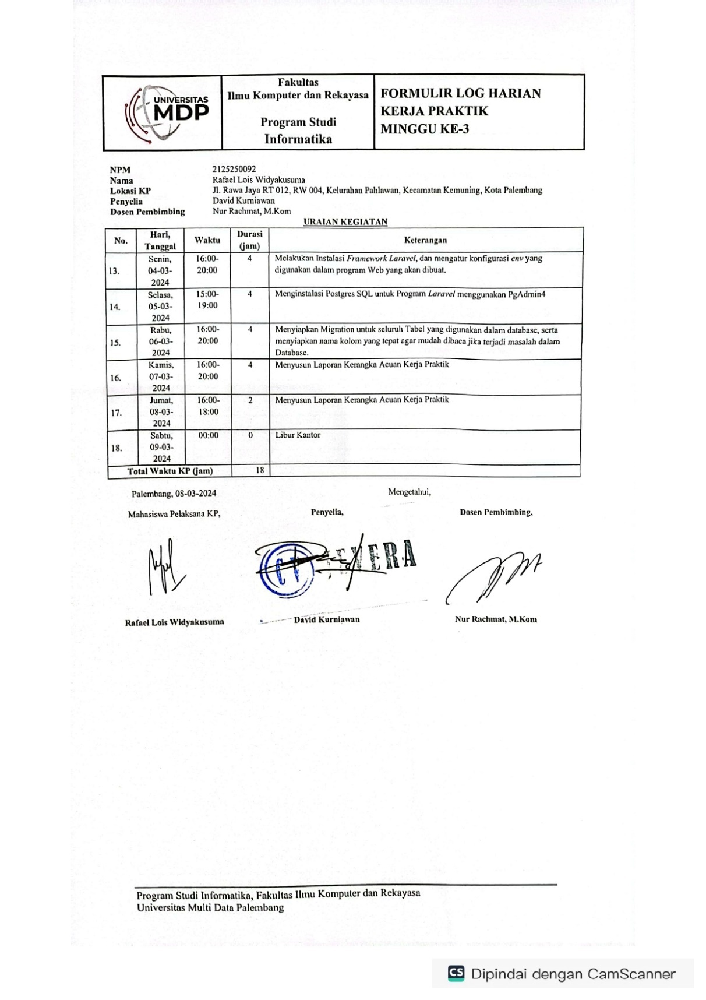 UNIVERSITAS
MDP
Fakultas
Ilmu Komputer dan Rekayasa
Program Studi
Informatika
FORMULIR LOG HARIAN
KERJA PRAKTIK
MINGGU KE-3
NPM 2125250092
Nama Rafael Lois Widyakusuma
Lokasi KP Jl. Rawa Jaya RT 012, RW 004, Kelurahan Pahlawan, Kecamatan Kemuning, Kota Palembang
Penyelia David Kurniawan
Dosen Pembimbing Nur Rachmat, M.Kom
URAIAN KEGIATAN
No. Hari, Tanggal Waktu Durasi (jam) Keterangan
13. Senin, 04-03-2024 16:00-20:00 4 Melakukan Instalasi Framework Laravel, dan mengatur konfigurasi env yang
digunakan dalam program Web yang akan dibuat.
14. Selasa, 05-03-2024 15:00-19:00 4 Menginstalasi Postgres SQL untuk Program Laravel menggunakan PgAdmin4
15. Rabu, 06-03-2024 16:00-20:00 4 Menyiapkan Migration untuk seluruh Tabel yang digunakan dalam database, serta
menyiapkan nama kolom yang tepat agar mudah dibaca jika terjadi masalah dalam
Database.
16. Kamis, 07-03-2024 16:00-20:00 4 Menyusun Laporan Kerangka Acuan Kerja Praktik
17. Jumat, 08-03-2024 16:00-18:00 2 Menyusun Laporan Kerangka Acuan Kerja Praktik
18. Sabtu, 09-03-2024 00:00 0 Libur Kantor
Total Waktu KP (jam) 18
Palembang, 08-03-2024 Mengetahui,
Mahasiswa Pelaksana KP, Penyelia, Dosen Pembimbing,
Rafael Lois Widyakusuma David Kurniawan Nur Rachmat, M.Kom
Program Studi Informatika, Fakultas Ilmu Komputer dan Rekayasa
Universitas Multi Data Palembang
CS Dipindai dengan CamScanner